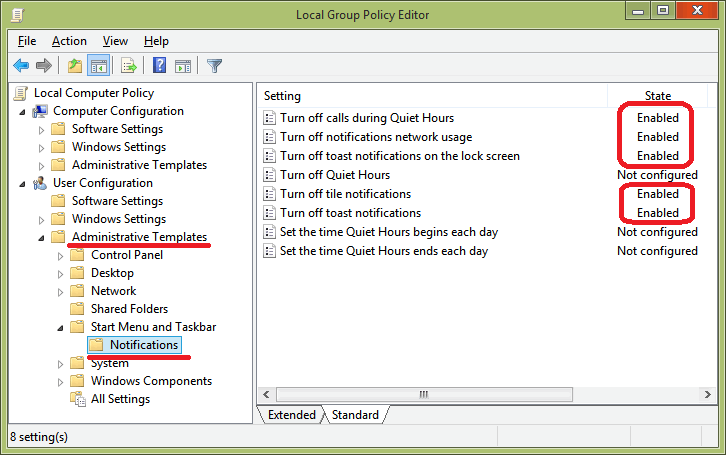 Local Group Policy Editor
File Action View Help
Local Computer Policy
Computer Configuration
Software Settings
Windows Settings
Administrative Templates
User Configuration
Software Settings
Windows Settings
Administrative Templates
Control Panel
Desktop
Network
Shared Folders
Start Menu and Taskbar
Notifications
System
Windows Components
All Settings
Setting State
Turn off calls during Quiet Hours Enabled
Turn off notifications network usage Enabled
Turn off toast notifications on the lock screen Enabled
Turn off Quiet Hours Not configured
Turn off tile notifications Enabled
Turn off toast notifications Enabled
Set the time Quiet Hours begins each day Not configured
Set the time Quiet Hours ends each day Not configured
Extended Standard
8 setting(s)